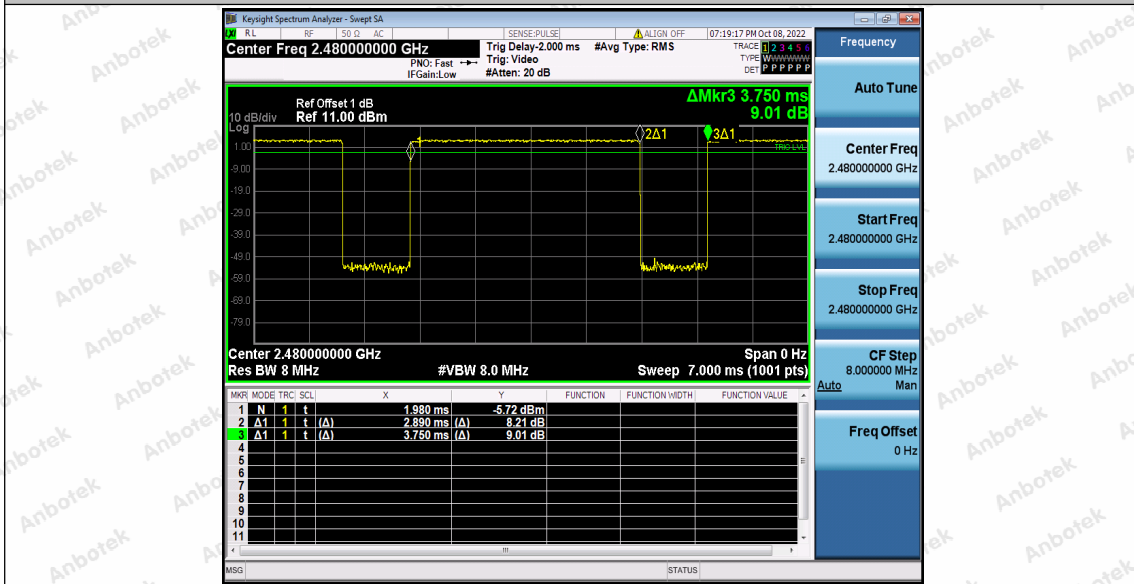 Keysight Spectrum Analyzer - Swept SA
LXI RL RF 50 Ω AC SENSE:PULSE ALIGN OFF 07:19:17 PM Oct 08, 2022
Center Freq 2.480000000 GHz
PNO: Fast
IFGain:Low
Trig Delay-2.000 ms #Avg Type: RMS
Trig: Video
#Atten: 20 dB
TRACE 1 2 3 4 5 6
TYPE WWWWWW
DET P P P P P P
ΔMkr3 3.750 ms
9.01 dB
Ref Offset 1 dB
10 dB/div Ref 11.00 dBm
Log
2Δ1
3Δ1
TRIG LVL
1.00
-9.00
-19.0
-29.0
-39.0
-49.0
-59.0
-69.0
-79.0
Center 2.480000000 GHz Span 0 Hz
Res BW 8 MHz #VBW 8.0 MHz Sweep 7.000 ms (1001 pts)
MKR MODE TRC SCL X Y FUNCTION FUNCTION WIDTH FUNCTION VALUE
1 N 1 t 1.980 ms -5.72 dBm
2 Δ1 1 t (Δ) 2.890 ms (Δ) 8.21 dB
3 Δ1 1 t (Δ) 3.750 ms (Δ) 9.01 dB
4
5
6
7
8
9
10
11
MSG STATUS
Frequency
Auto Tune
Center Freq
2.480000000 GHz
Start Freq
2.480000000 GHz
Stop Freq
2.480000000 GHz
CF Step
8.000000 MHz
Auto Man
Freq Offset
0 Hz
Anbotek